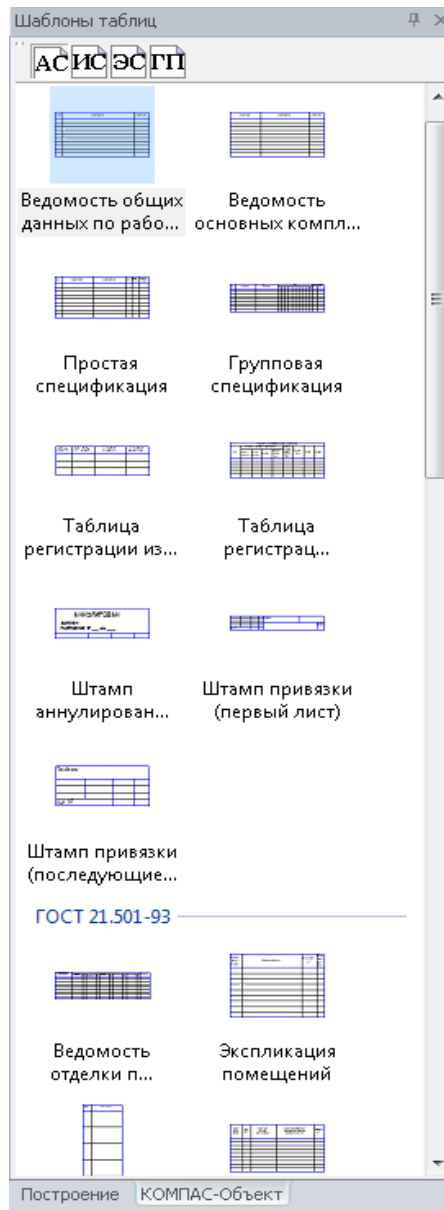 Шаблоны таблиц
АС ИС ЭС ГП
Ведомость общих
данных по рабо...
Ведомость
основных компл...
Простая
спецификация
Групповая
спецификация
Таблица
регистрации из...
Таблица
регистрац...
АННУЛИРОВАН
Штамп
аннулирован...
Штамп привязки
(первый лист)
Штамп привязки
(последующие...
ГОСТ 21.501-93
Ведомость
отделки п...
Экспликация
помещений
Построение
КОМПАС-Объект